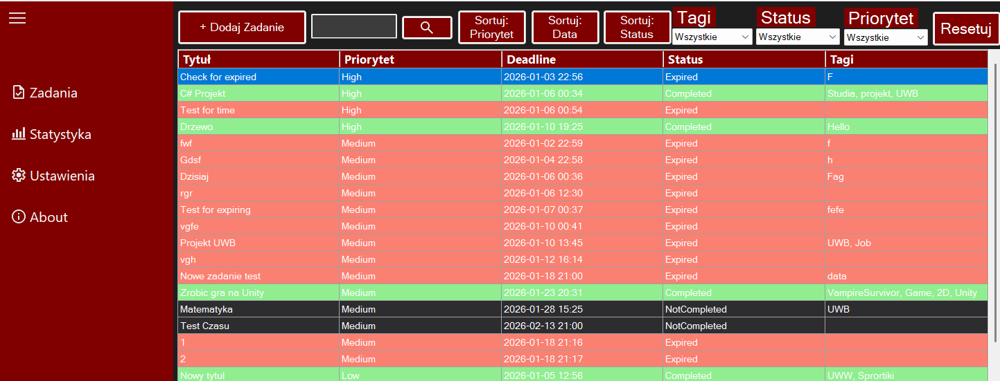 + Dodaj Zadanie
Sortuj:
Priorytet
Sortuj:
Data
Sortuj:
Status
Tagi
Wszystkie
Status
Wszystkie
Priorytet
Wszystkie
Resetuj
Zadania
Statystyka
Ustawienia
About
Tytuł Priorytet Deadline Status Tagi
Check for expired High 2026-01-03 22:56 Expired F
C# Projekt High 2026-01-06 00:34 Completed Studia, projekt, UWB
Test for time High 2026-01-06 00:54 Expired
Drzewo High 2026-01-10 19:25 Completed Hello
fwf Medium 2026-01-02 22:59 Expired f
Gdsf Medium 2026-01-04 22:58 Expired h
Dzisiaj Medium 2026-01-06 00:36 Expired Fag
rgr Medium 2026-01-06 12:30 Expired
Test for expiring Medium 2026-01-07 00:37 Expired fefe
vgfe Medium 2026-01-10 00:41 Expired
Projekt UWB Medium 2026-01-10 13:45 Expired UWB, Job
vgh Medium 2026-01-12 16:14 Expired
Nowe zadanie test Medium 2026-01-18 21:00 Expired data
Zrobic gra na Unity Medium 2026-01-23 20:31 Completed VampireSurvivor, Game, 2D, Unity
Matematyka Medium 2026-01-28 15:25 NotCompleted UWB
Test Czasu Medium 2026-02-13 21:00 NotCompleted
1 Medium 2026-01-18 21:16 Expired
2 Medium 2026-01-18 21:17 Expired
Nowy tytul Low 2026-01-05 12:56 Completed UWW, Sprortiki